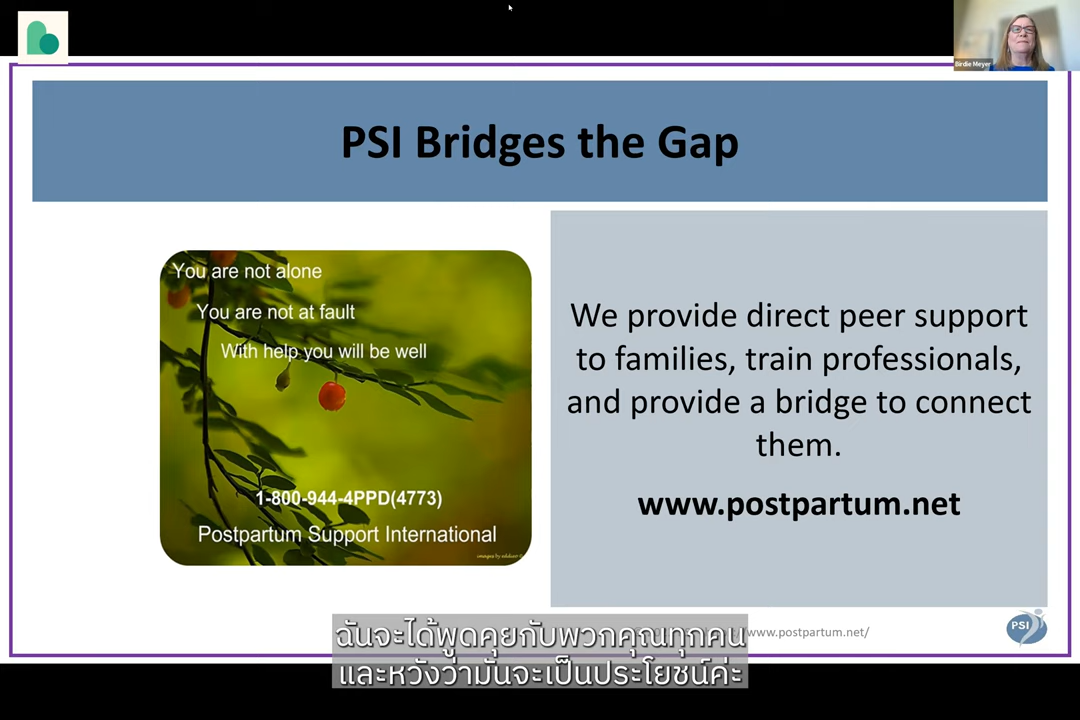 Birdie Meyer
PSI Bridges the Gap
You are not alone
You are not at fault
With help you will be well
1-800-944-4PPD(4773)
Postpartum Support International
We provide direct peer support
to families, train professionals,
and provide a bridge to connect
them.
www.postpartum.net
www.postpartum.net/
PSI
ฉันจะได้พูดคุยกับพวกคุณทุกคน
และหวังว่ามันจะเป็นประโยชน์ค่ะ